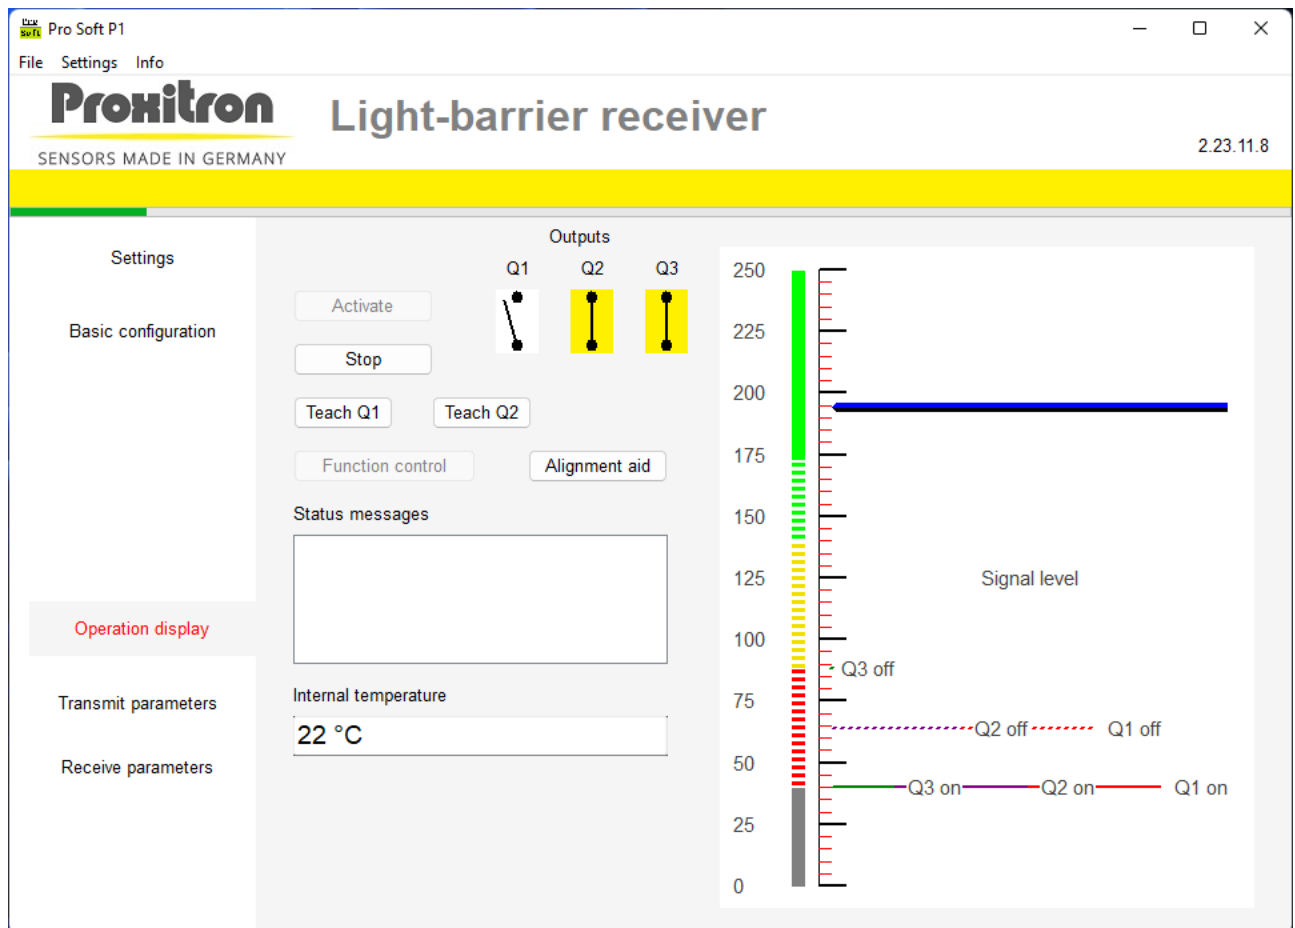 Pro Soft
Pro Soft P1
File Settings Info
Proxitron
SENSORS MADE IN GERMANY
Light-barrier receiver
2.23.11.8
Settings
Basic configuration
Operation display
Transmit parameters
Receive parameters
Outputs
Q1 Q2 Q3
Activate
Stop
Teach Q1 Teach Q2
Function control Alignment aid
Status messages
Internal temperature
22 °C
250
225
200
175
150
125 Signal level
100
Q3 off
75
Q2 off Q1 off
50
Q3 on Q2 on Q1 on
25
0